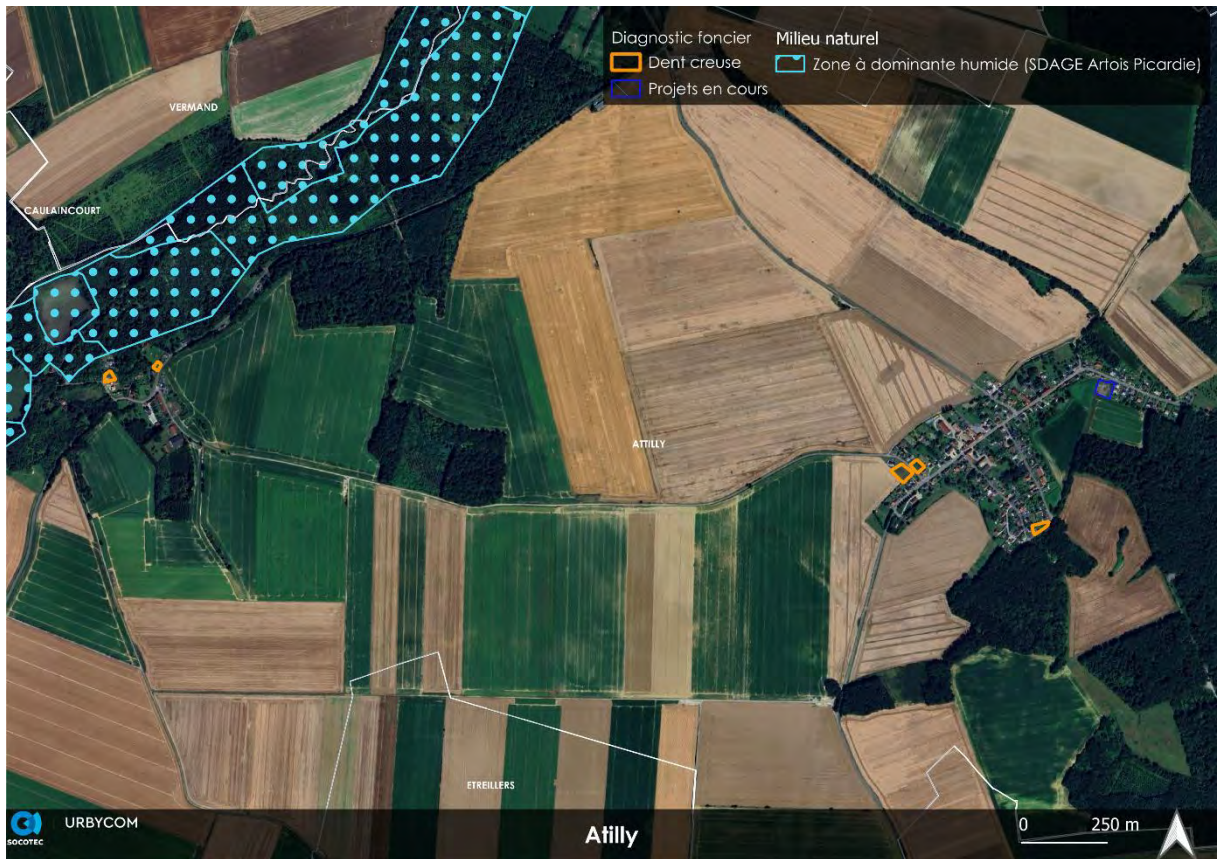 Diagnostic foncier
Dent creuse
Projets en cours
Milieu naturel
Zone à dominante humide (SDAGE Artois Picardie)
VERMAND
CAULAINCOURT
ATTILLY
ETREILLERS
SOCOTEC
URBYCOM
Atilly
0 250 m